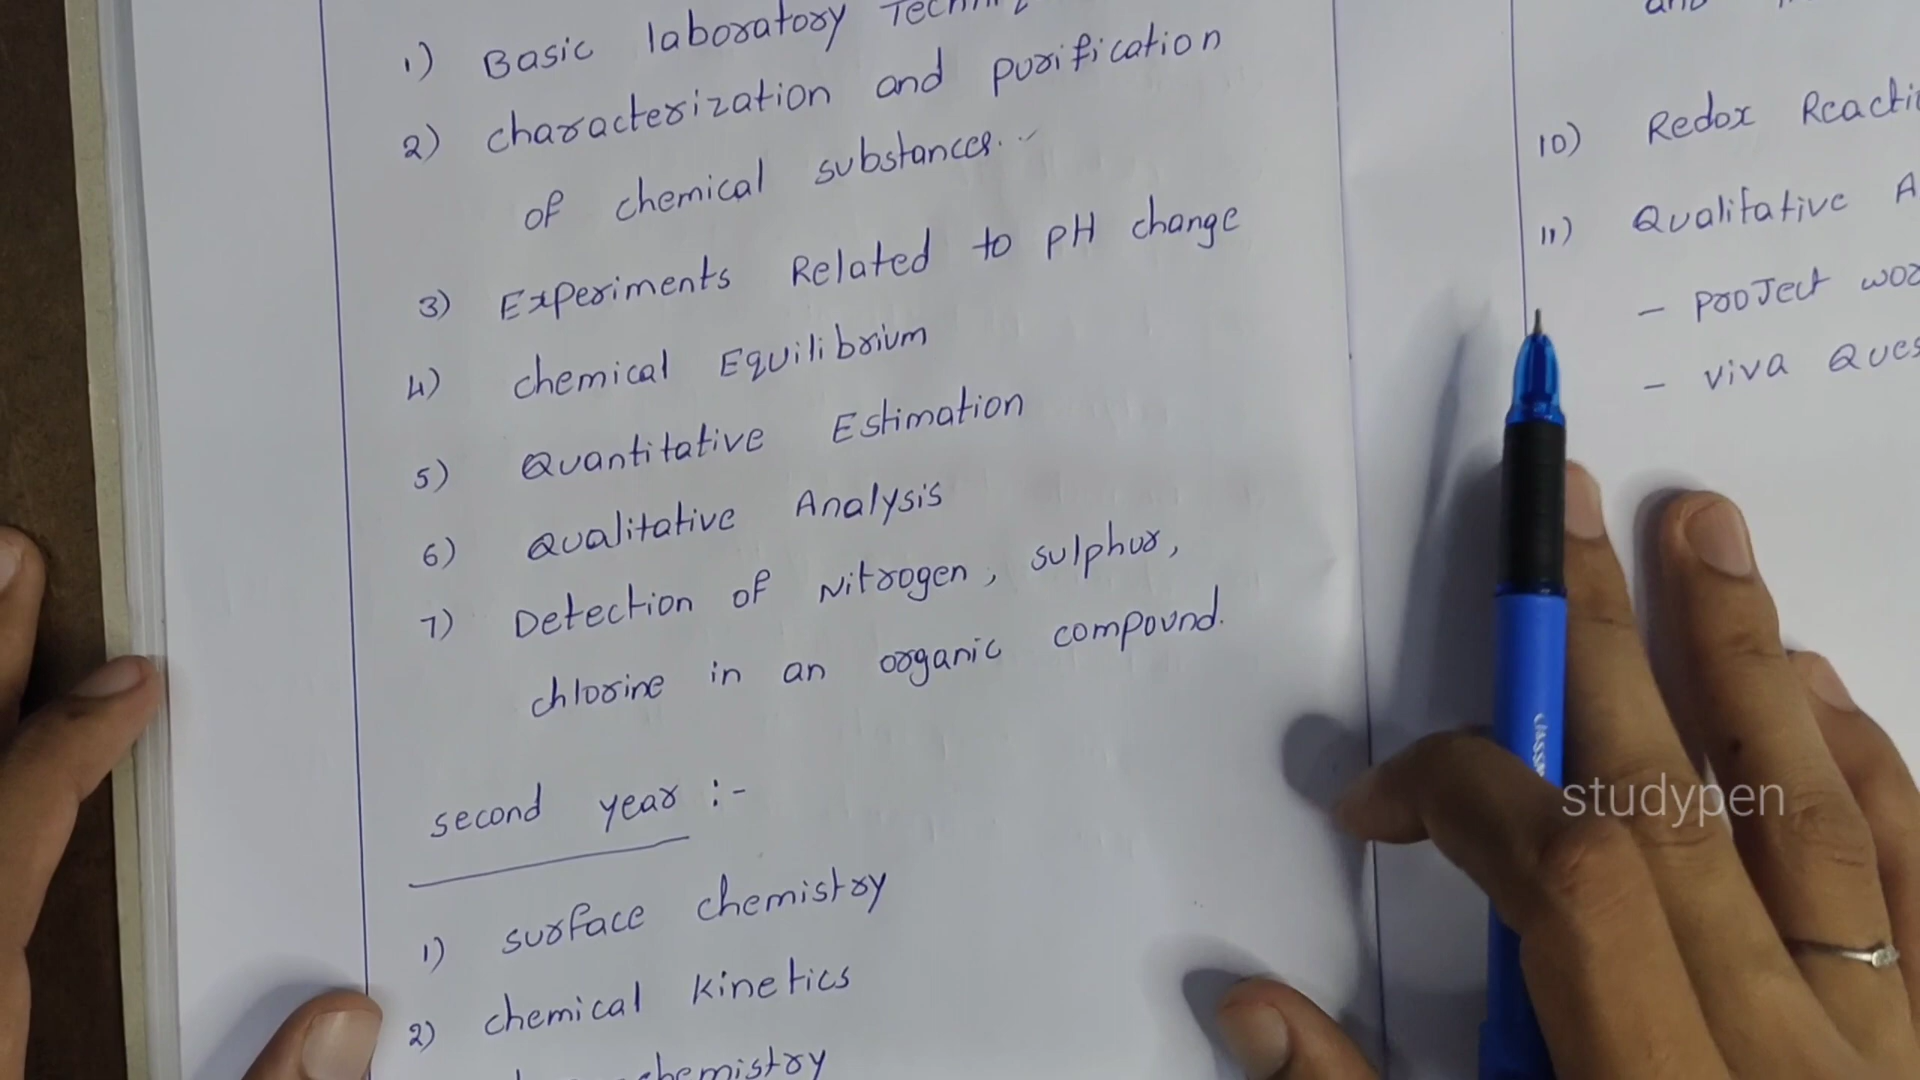 1) Basic laboratory
2) characterization and purification
of chemical substances.
3) Experiments Related to pH change
4) chemical Equilibrium
5) Quantitative Estimation
6) Qualitative Analysis
7) Detection of Nitrogen, sulphur,
chlorine in an organic compound.
second year :-
1) surface chemistry
2) chemical kinetics
10) Redox
11) Qualitative
- ProJect
- viva
studypen